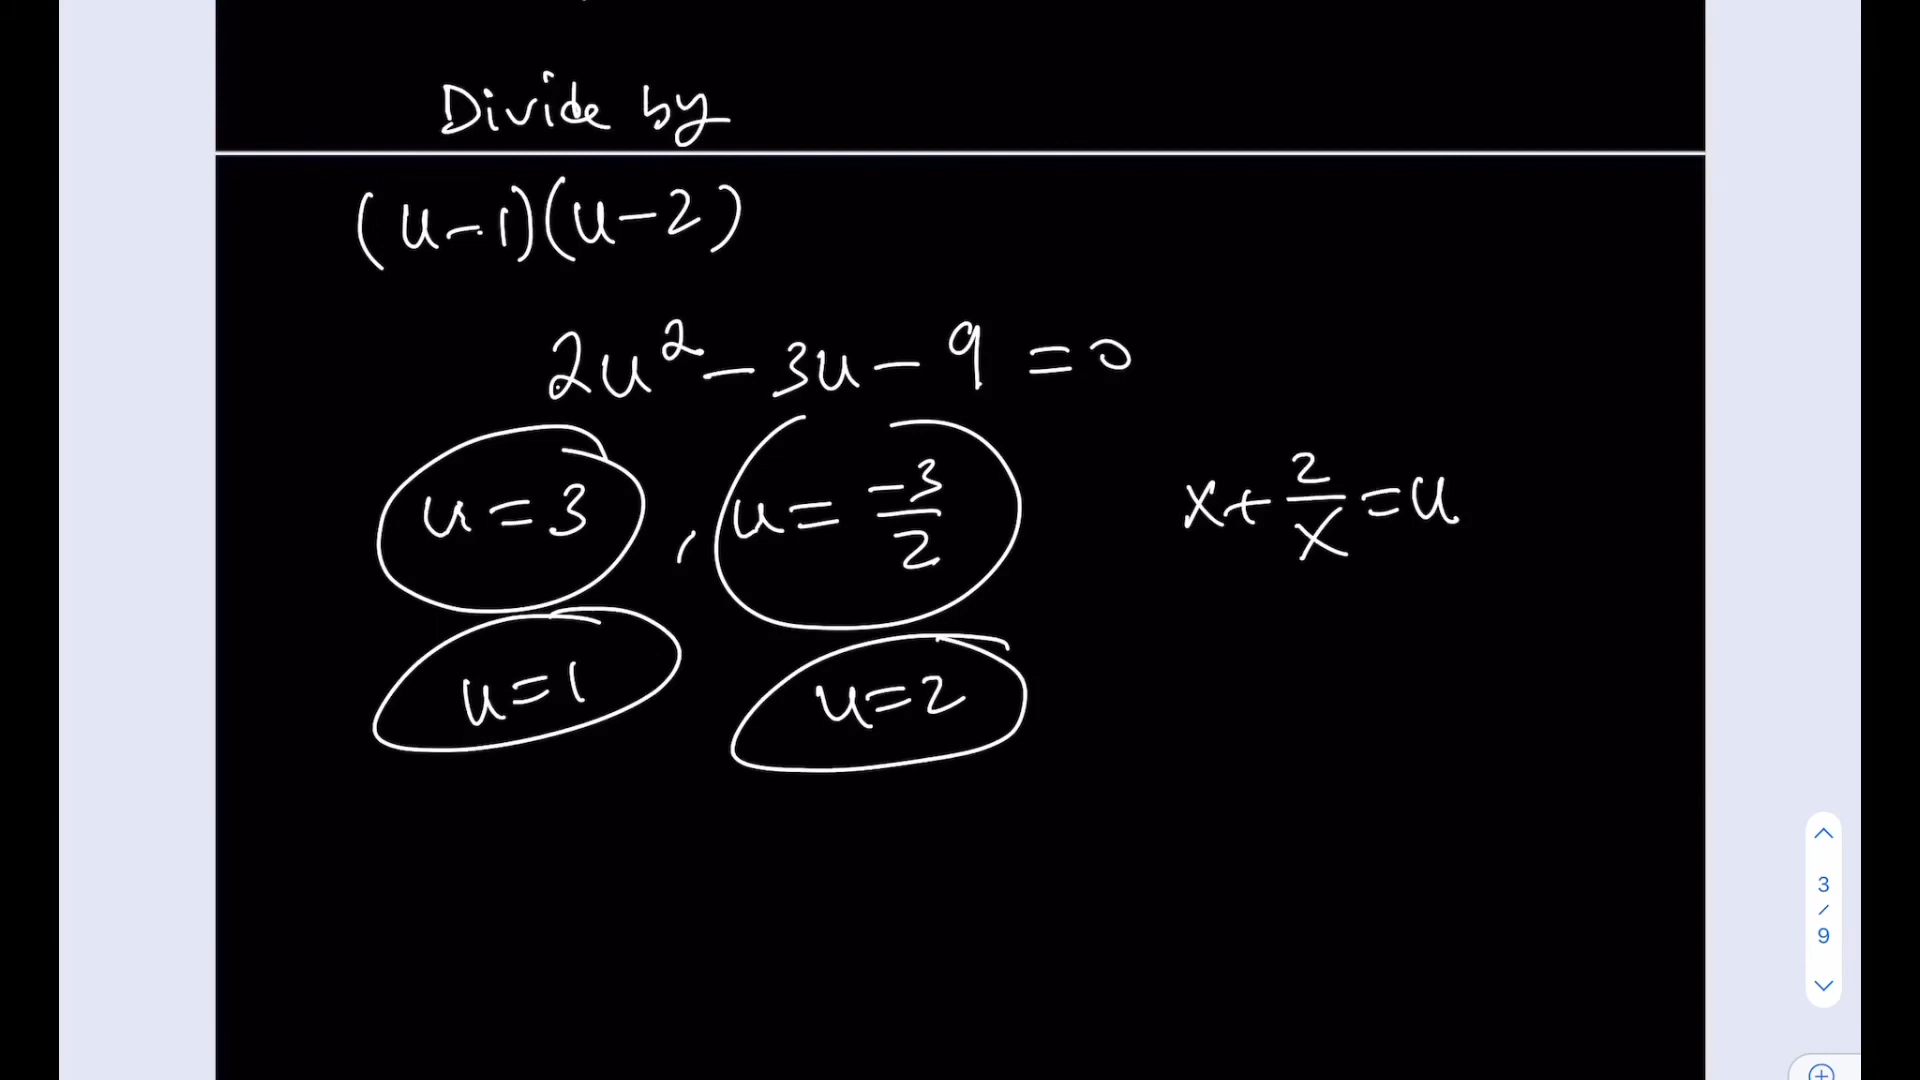 Divide by
(u-1)(u-2)
2u² - 3u - 9 = 0
u = 3 , u = -3/2
x + 2/x = u
u = 1
u = 2
3
/
9